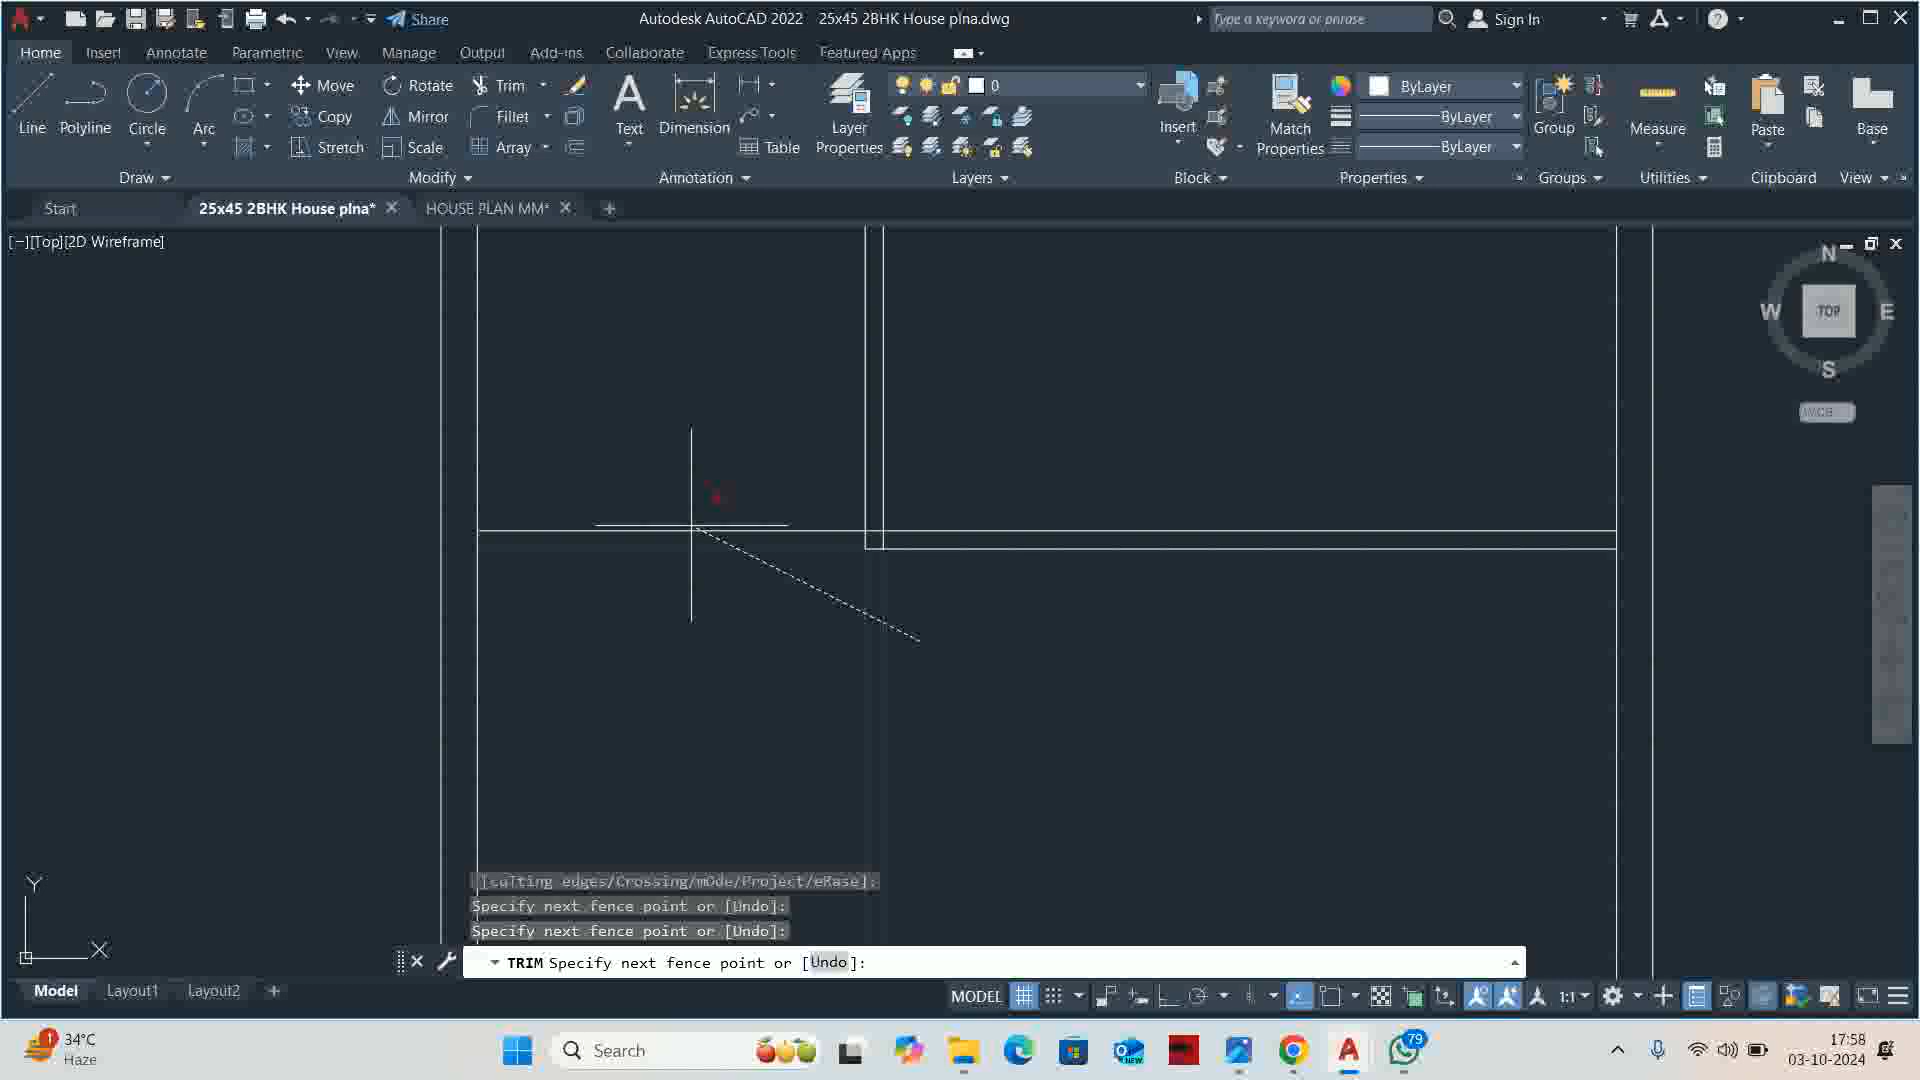 Share
Autodesk AutoCAD 2022 25x45 2BHK House plna.dwg
Type a keyword or phrase
Sign In
Home Insert Annotate Parametric View Manage Output Add-ins Collaborate Express Tools Featured Apps
Line Polyline Circle Arc
Move Rotate Trim
Copy Mirror Fillet
Stretch Scale Array
Text Dimension Table
Layer Properties
0
Insert
Match Properties
ByLayer
ByLayer
ByLayer
Group Measure Paste Base
Draw Modify Annotation Layers Block Properties Groups Utilities Clipboard View
Start 25x45 2BHK House plna* HOUSE PLAN MM*
[−][Top][2D Wireframe]
N
W TOP E
S
Y
X
[cuTting edges/Crossing/mOde/Project/eRase]:
Specify next fence point or [Undo]:
Specify next fence point or [Undo]:
TRIM Specify next fence point or [Undo]:
Model Layout1 Layout2
MODEL 1:1
1
34°C
Haze
Search
NEW
79
17:58
03-10-2024